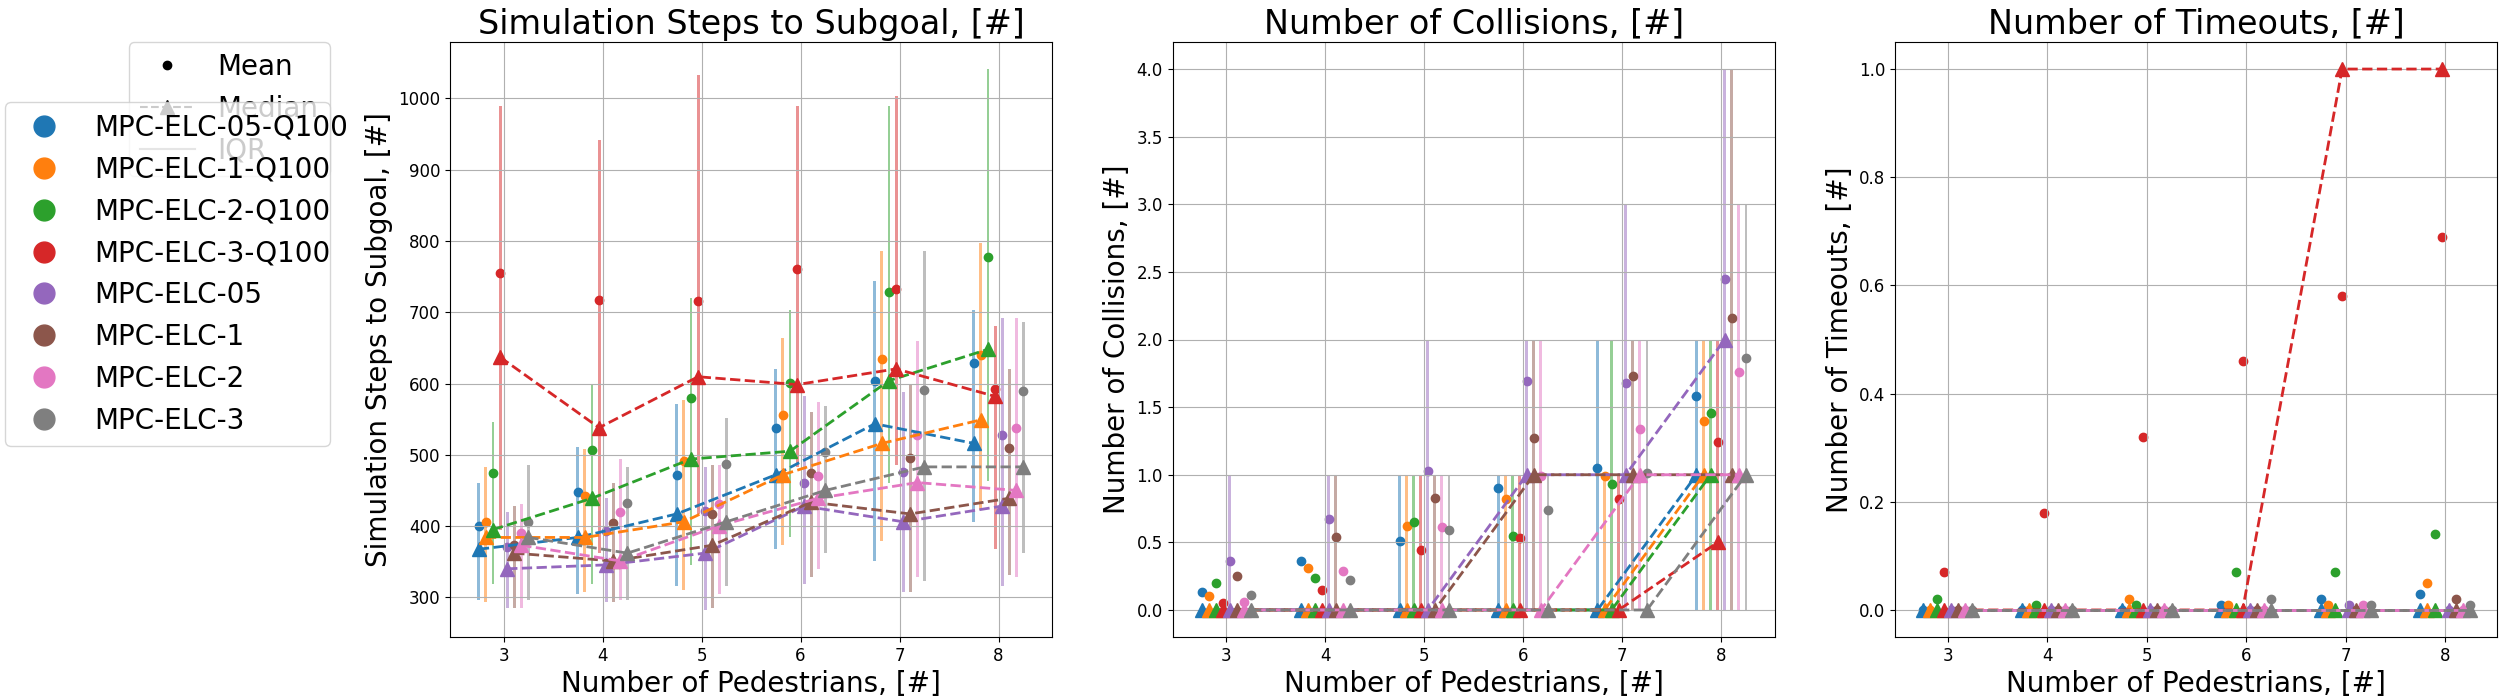 Simulation Steps to Subgoal, [#]
Number of Collisions, [#]
Number of Timeouts, [#]
Mean
Median
IQR
MPC-ELC-05-Q100
MPC-ELC-1-Q100
MPC-ELC-2-Q100
MPC-ELC-3-Q100
MPC-ELC-05
MPC-ELC-1
MPC-ELC-2
MPC-ELC-3
Simulation Steps to Subgoal, [#]
1000
900
800
700
600
500
400
300
3 4 5 6 7 8
Number of Pedestrians, [#]
Number of Collisions, [#]
4.0
3.5
3.0
2.5
2.0
1.5
1.0
0.5
0.0
3 4 5 6 7 8
Number of Pedestrians, [#]
Number of Timeouts, [#]
1.0
0.8
0.6
0.4
0.2
0.0
3 4 5 6 7 8
Number of Pedestrians, [#]